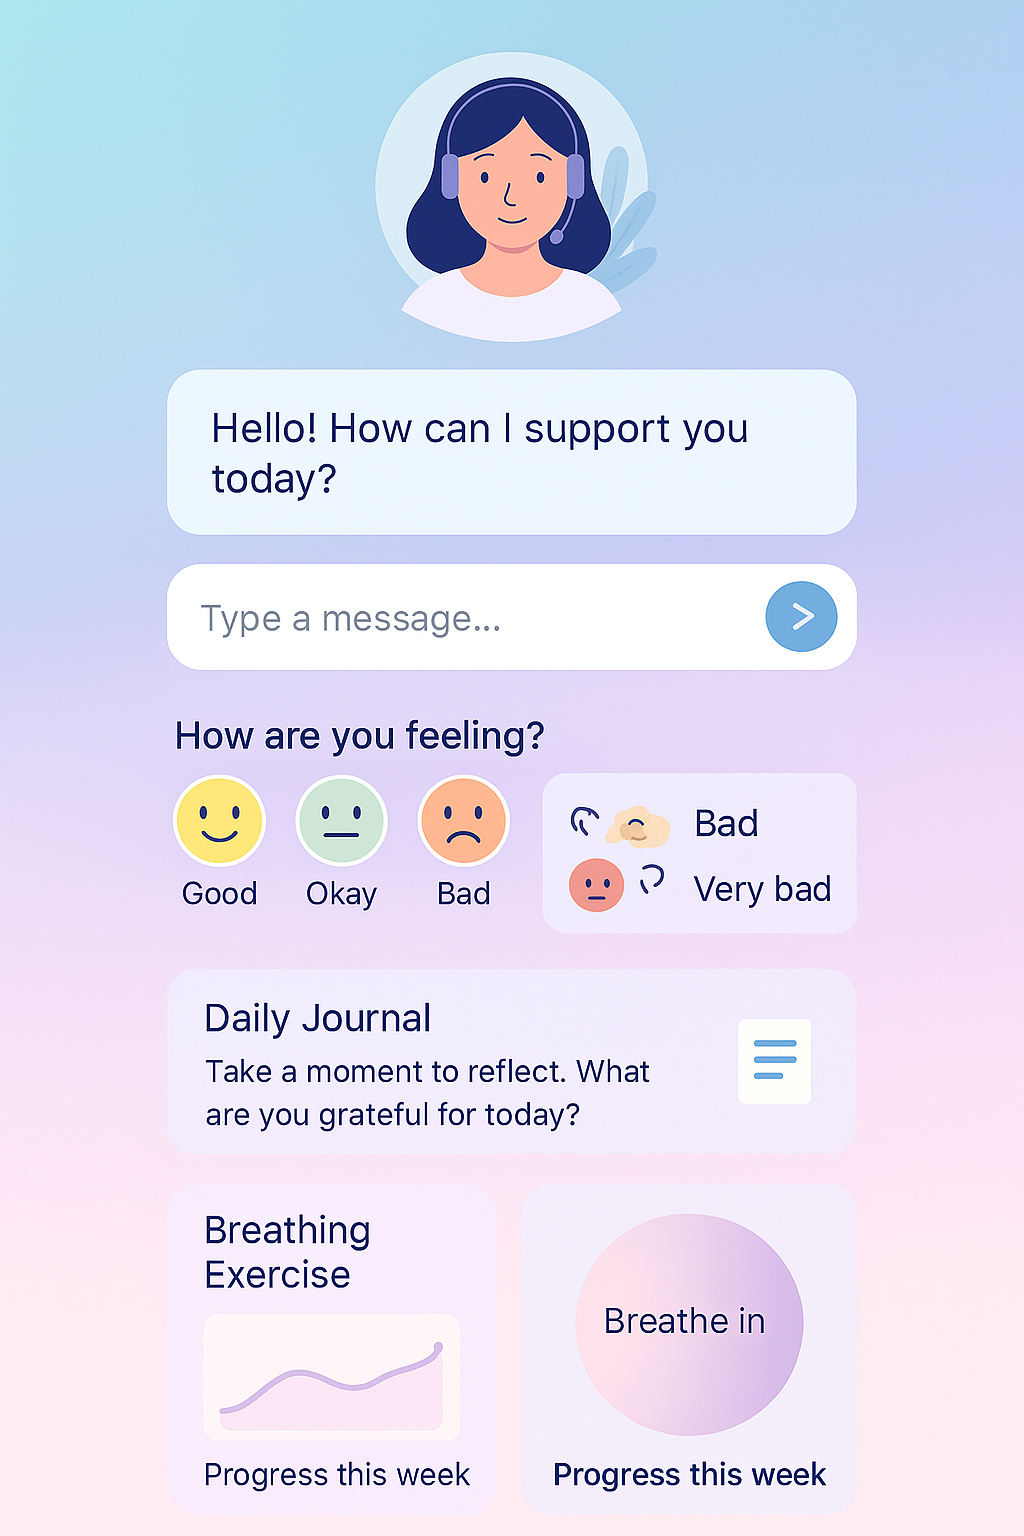 Hello! How can I support you
today?
Type a message...
How are you feeling?
Good
Okay
Bad
Bad
Very bad
Daily Journal
Take a moment to reflect. What
are you grateful for today?
Breathing
Exercise
Progress this week
Breathe in
Progress this week